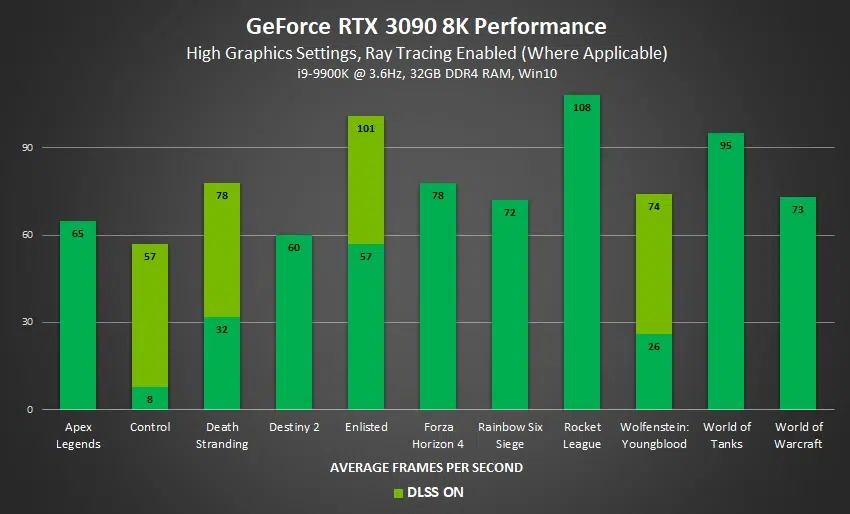 GeForce RTX 3090 8K Performance
High Graphics Settings, Ray Tracing Enabled (Where Applicable)
i9-9900K @ 3.6Hz, 32GB DDR4 RAM, Win10
90
60
30
0
65
57
8
78
32
60
101
57
78
72
108
74
26
95
73
Apex Legends
Control
Death Stranding
Destiny 2
Enlisted
Forza Horizon 4
Rainbow Six Siege
Rocket League
Wolfenstein: Youngblood
World of Tanks
World of Warcraft
AVERAGE FRAMES PER SECOND
DLSS ON